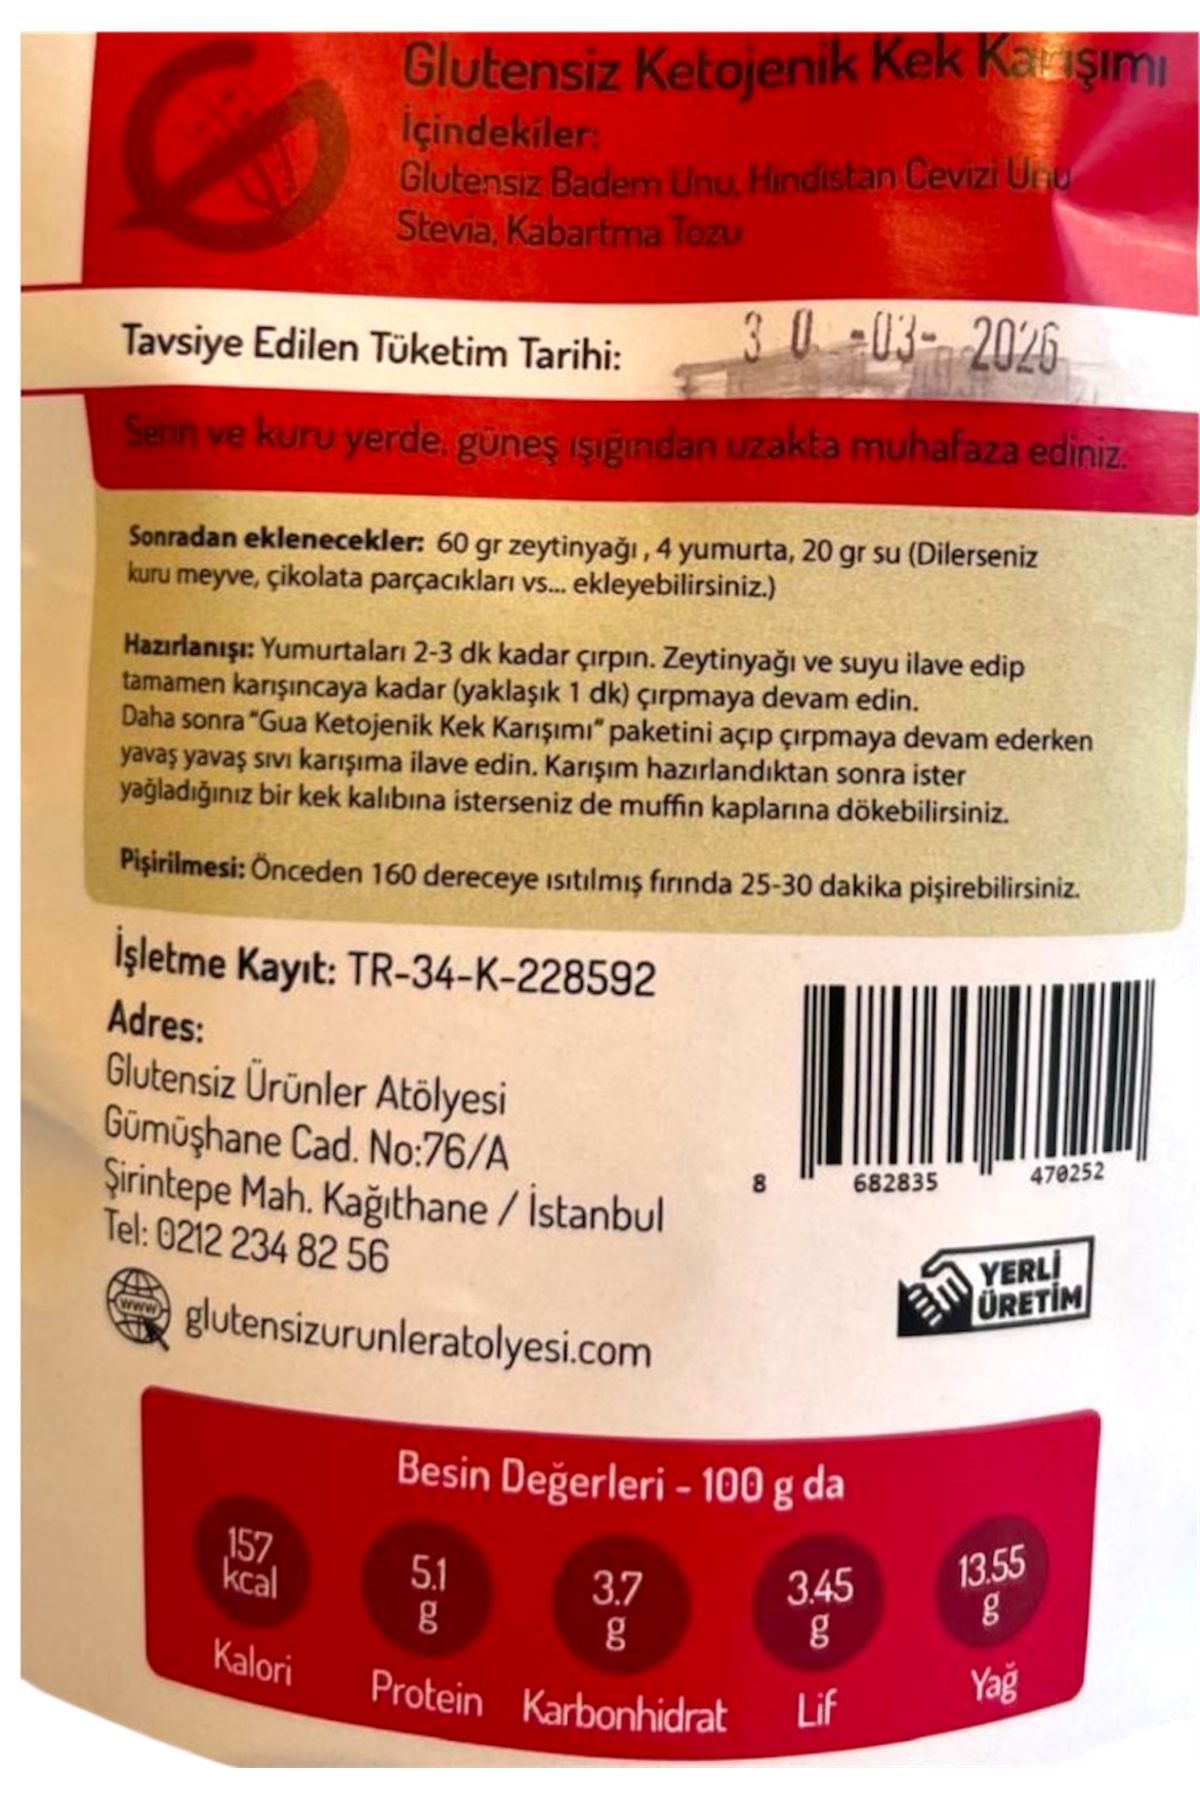 Glutensiz Ketojenik Kek Karışımı
İçindekiler:
Glutensiz Badem Unu, Hindistan Cevizi Unu
Stevia, Kabartma Tozu
Tavsiye Edilen Tüketim Tarihi: 30-03-2026
Serin ve kuru yerde, güneş ışığından uzakta muhafaza ediniz.
Sonradan eklenecekler: 60 gr zeytinyağı, 4 yumurta, 20 gr su (Dilerseniz
kuru meyve, çikolata parçacıkları vs... ekleyebilirsiniz.)
Hazırlanışı: Yumurtaları 2-3 dk kadar çırpın. Zeytinyağı ve suyu ilave edip
tamamen karışıncaya kadar (yaklaşık 1 dk) çırpmaya devam edin.
Daha sonra "Gua Ketojenik Kek Karışımı" paketini açıp çırpmaya devam ederken
yavaş yavaş sıvı karışıma ilave edin. Karışım hazırlandıktan sonra ister
yağladığınız bir kek kalıbına isterseniz de muffin kaplarına dökebilirsiniz.
Pişirilmesi: Önceden 160 dereceye ısıtılmış fırında 25-30 dakika pişirebilirsiniz.
İşletme Kayıt: TR-34-K-228592
Adres:
Glutensiz Ürünler Atölyesi
Gümüşhane Cad. No:76/A
Şirintepe Mah. Kağıthane / İstanbul
Tel: 0212 234 82 56
www glutensizurunleratolyesi.com
8 682835 470252
YERLİ
ÜRETİM
Besin Değerleri - 100 g da
157 kcal Kalori
5.1 g Protein
3.7 g Karbonhidrat
3.45 g Lif
13.55 g Yağ